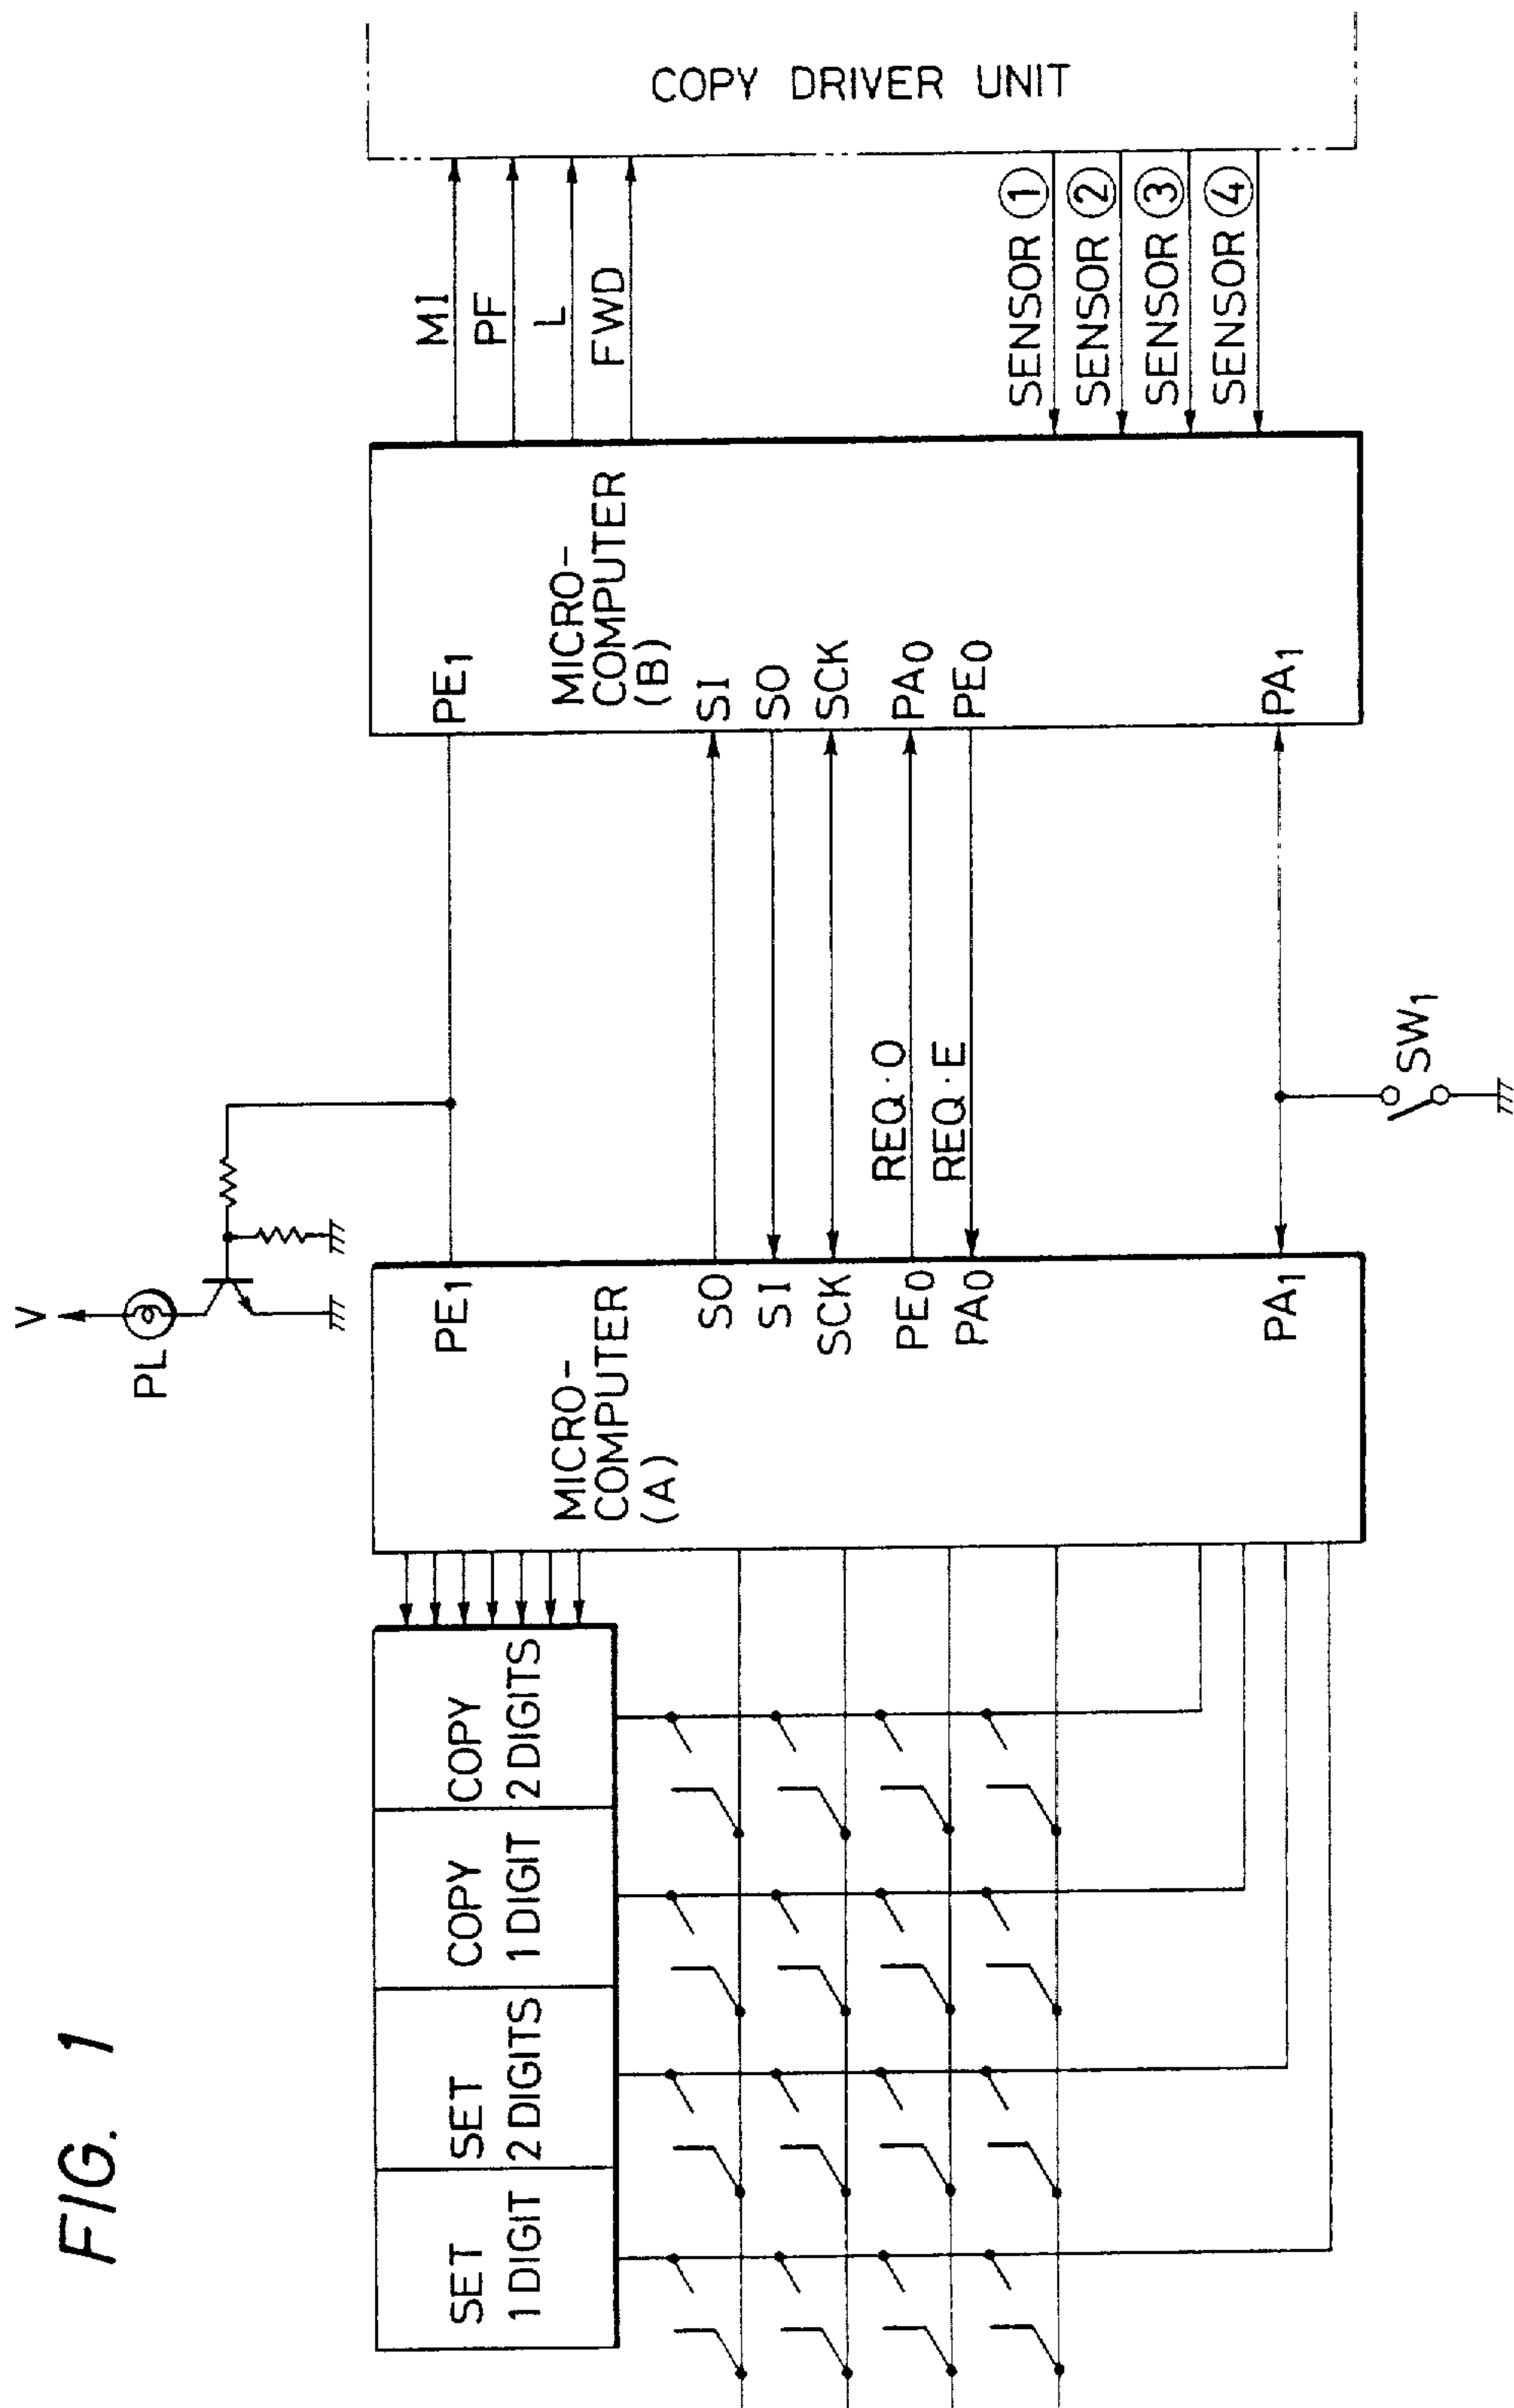 FIG. 1
V
PL
SET
1 DIGIT
SET
2 DIGITS
COPY
1 DIGIT
COPY
2 DIGITS
MICRO-
COMPUTER
(A)
PE1
SO
SI
SCK
PE0
PA0
PA1
REQ·O
REQ·E
SW1
PE1
MICRO-
COMPUTER
(B)
SI
SO
SCK
PA0
PE0
PA1
MI
PF
L
FWD
SENSOR ①
SENSOR ②
SENSOR ③
SENSOR ④
COPY DRIVER UNIT